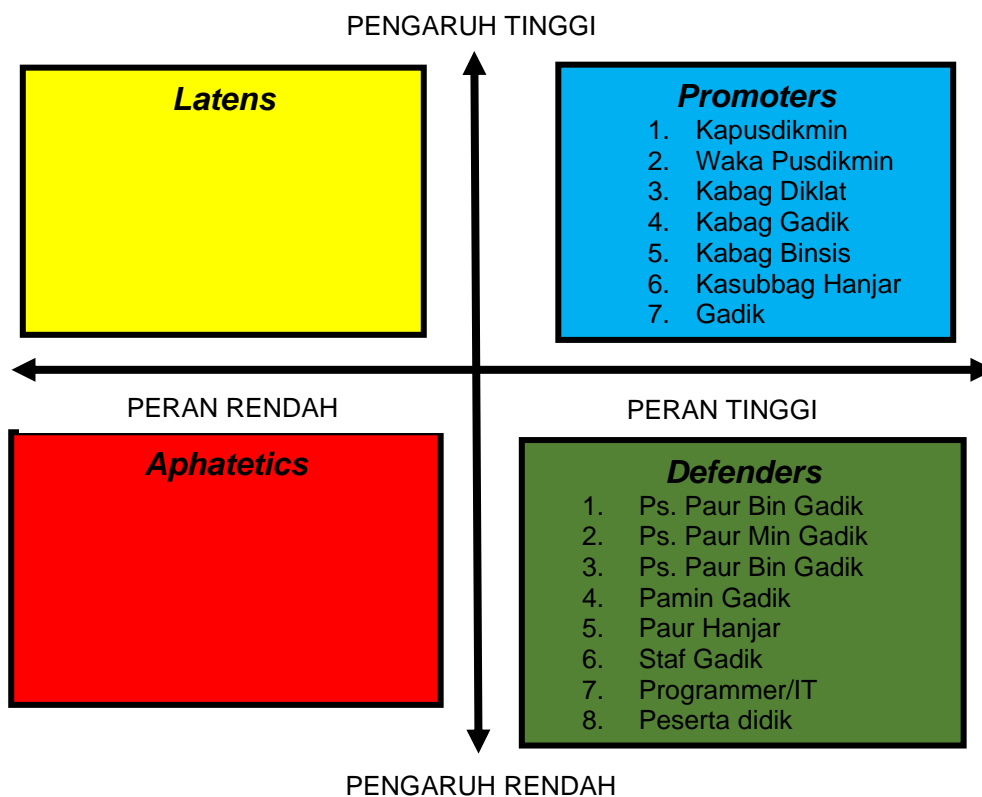 PENGARUH TINGGI
Latens
Promoters
1. Kapusdikmin
2. Waka Pusdikmin
3. Kabag Diklat
4. Kabag Gadik
5. Kabag Binsis
6. Kasubbag Hanjar
7. Gadik
PERAN RENDAH
PERAN TINGGI
Aphatetics
Defenders
1. Ps. Paur Bin Gadik
2. Ps. Paur Min Gadik
3. Ps. Paur Bin Gadik
4. Pamin Gadik
5. Paur Hanjar
6. Staf Gadik
7. Programmer/IT
8. Peserta didik
PENGARUH RENDAH